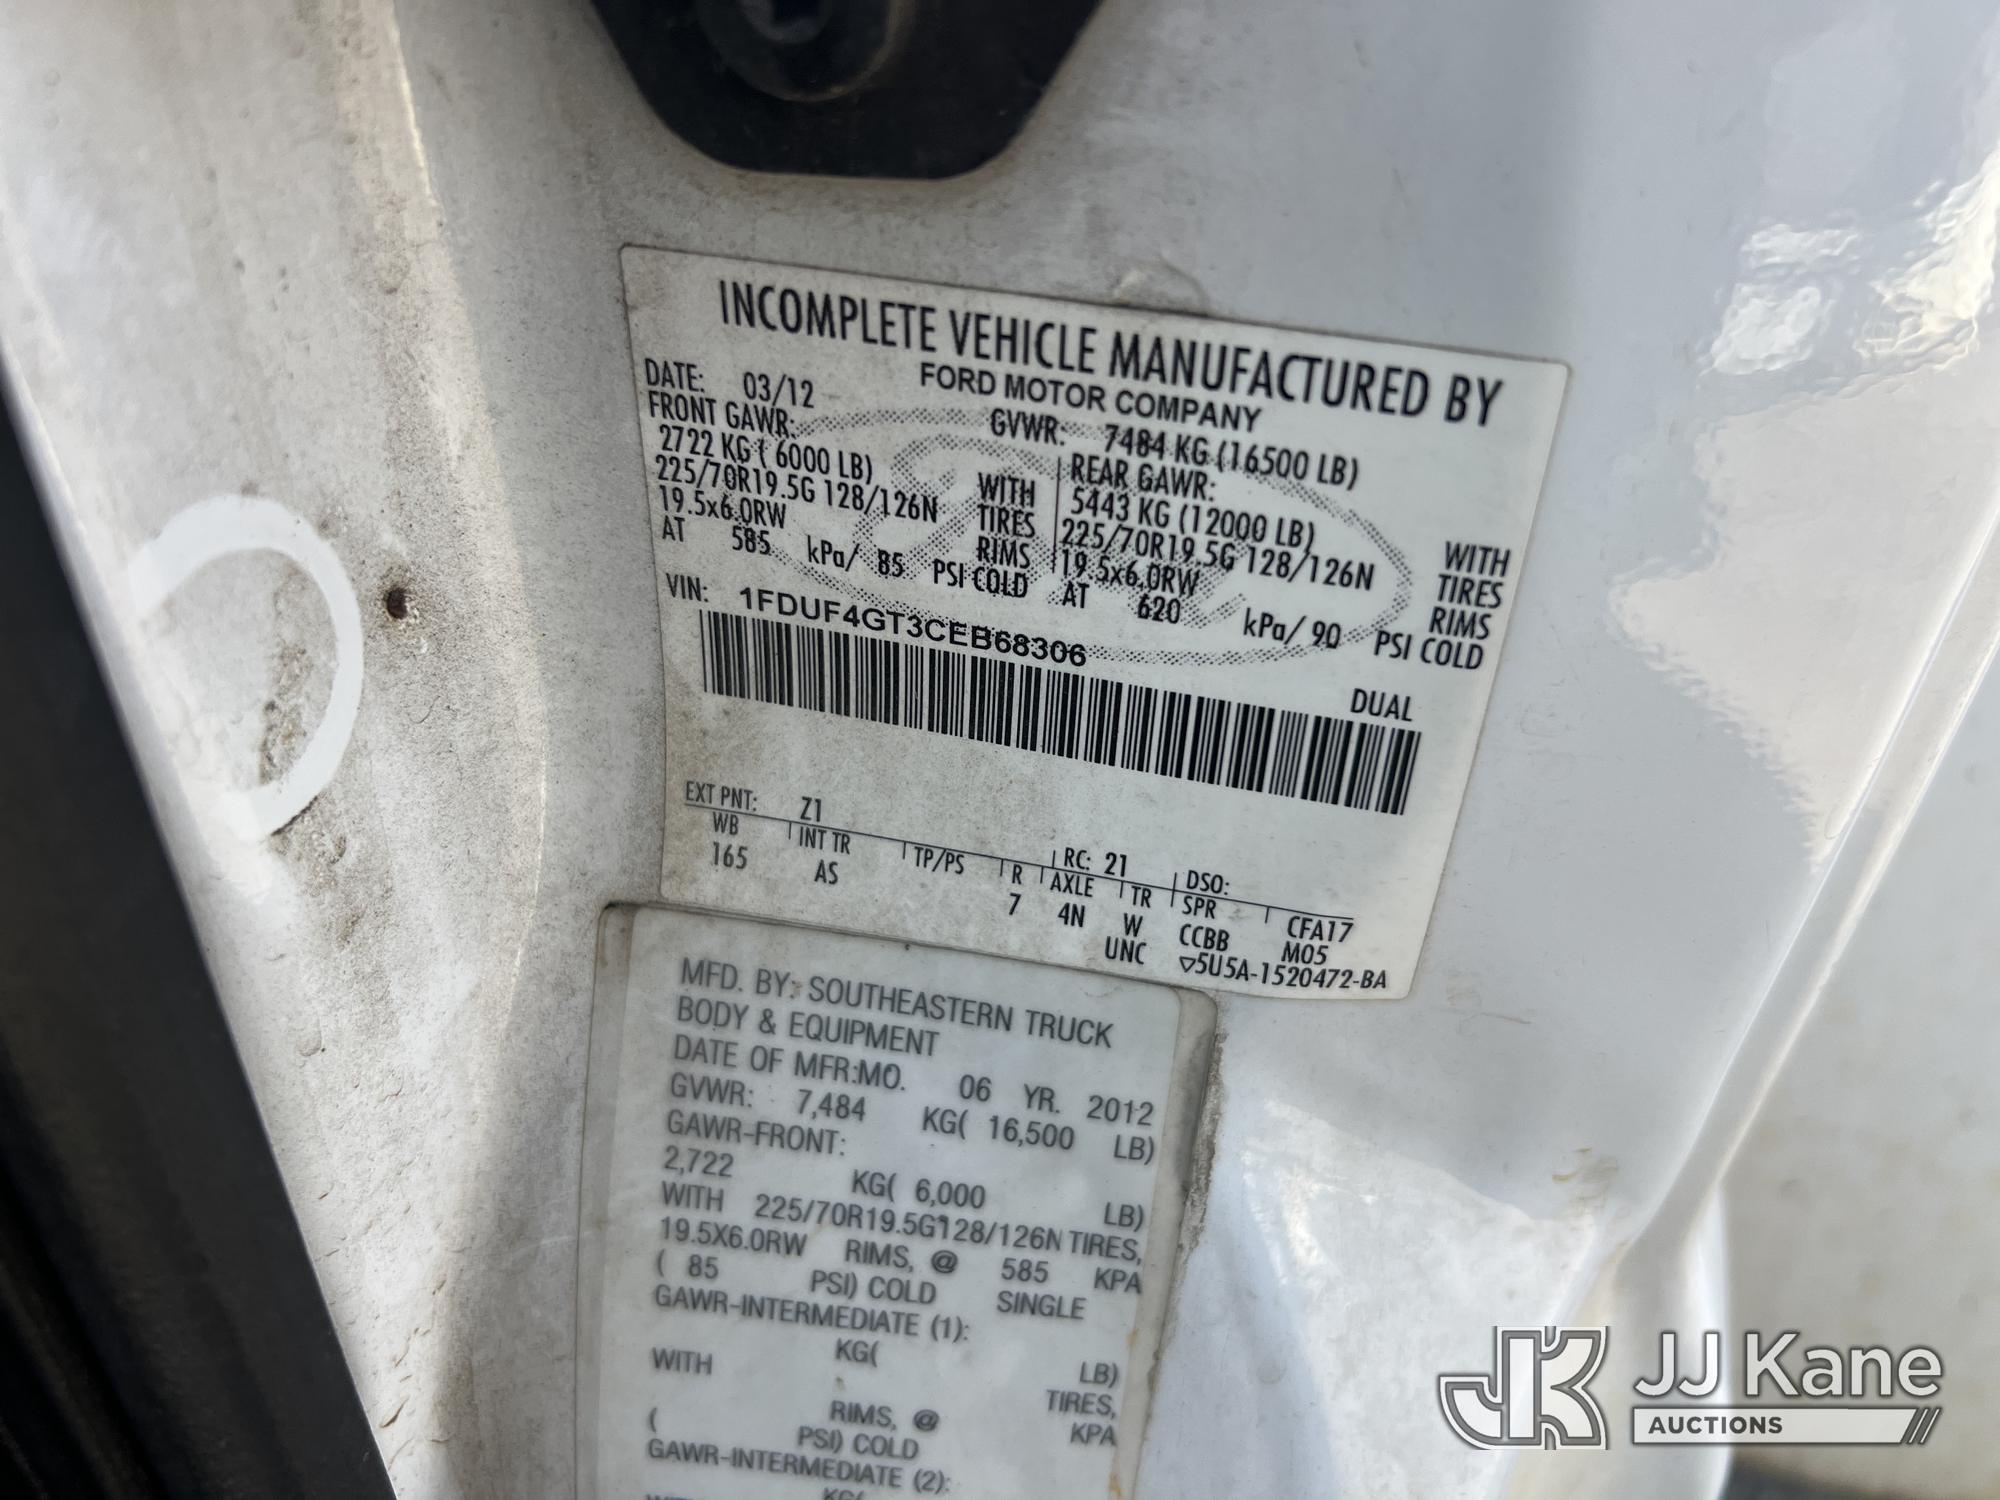 INCOMPLETE VEHICLE MANUFACTURED BY
FORD MOTOR COMPANY
DATE: 03/12 GVWR: 7484 KG (16500 LB)
FRONT GAWR: REAR GAWR:
2722 KG ( 6000 LB) WITH 5443 KG (12000 LB) WITH
225/70R19.5G 128/126N TIRES 225/70R19.5G 128/126N TIRES
19.5x6.0RW RIMS 19.5x6.0RW RIMS
AT 585 kPa/ 85 PSI COLD AT 620 kPa/ 90 PSI COLD
VIN: 1FDUF4GT3CEB68306
DUAL
EXT PNT: Z1 RC: 21 DSO:
WB INT TR TP/PS R AXLE TR SPR CFA17
165 AS 7 4N W CCBB M05
UNC ▽5U5A-1520472-BA
MFD. BY: SOUTHEASTERN TRUCK
BODY & EQUIPMENT
DATE OF MFR:MO. 06 YR. 2012
GVWR: 7,484 KG( 16,500 LB)
GAWR-FRONT:
2,722 KG( 6,000 LB)
WITH 225/70R19.5G128/126N TIRES,
19.5X6.0RW RIMS, @ 585 KPA
( 85 PSI) COLD SINGLE
GAWR-INTERMEDIATE (1):
KG( LB)
WITH TIRES,
RIMS, @ KPA
( PSI) COLD
GAWR-INTERMEDIATE (2):
KG(
JJ Kane
AUCTIONS